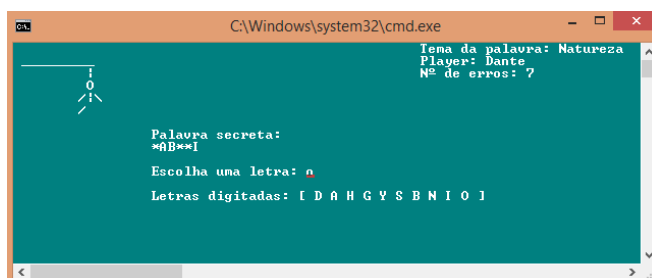 C:\Windows\system32\cmd.exe
Tema da palavra: Natureza
Player: Dante
Nº de erros: 7
Palavra secreta:
*AB**I
Escolha uma letra: n
Letras digitadas: [ D A H G Y S B N I O ]